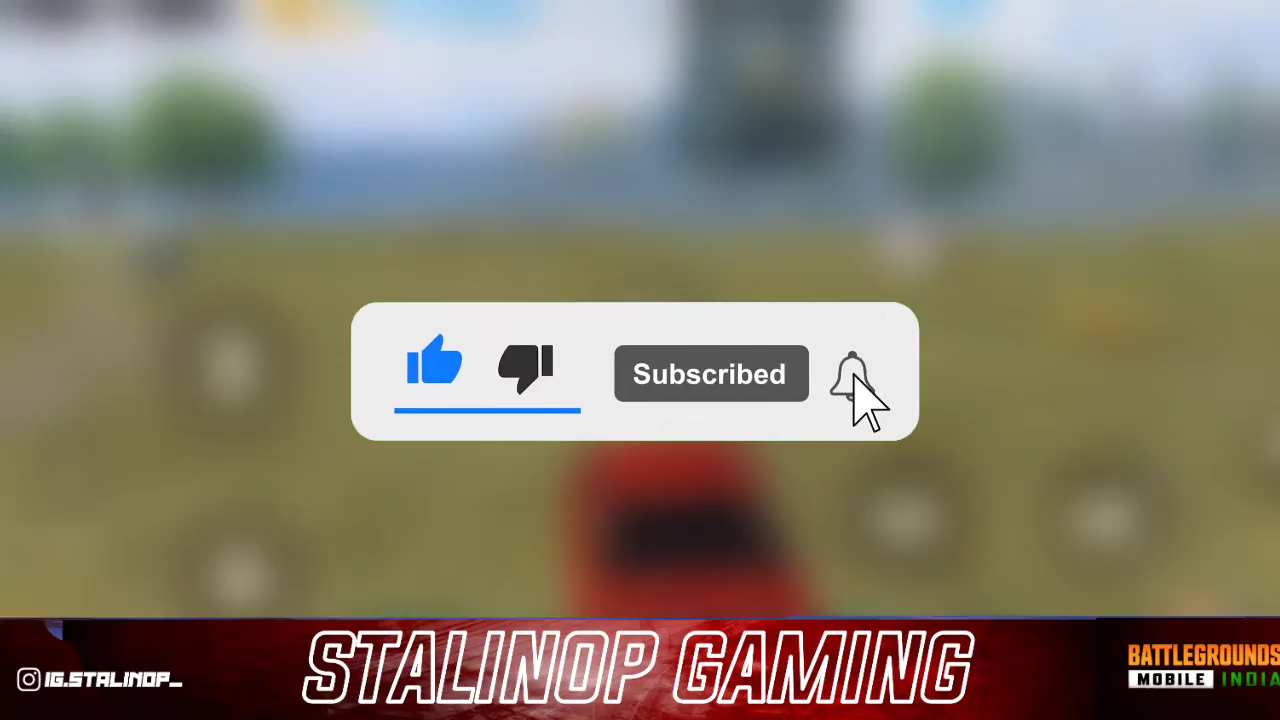 Subscribed
STALINOP GAMING
IG.STALINOP_
BATTLEGROUNDS
MOBILE INDIA